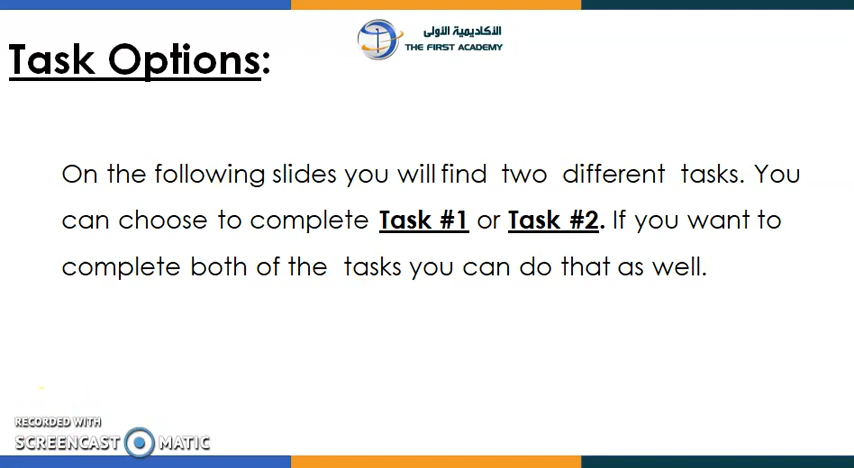 الأكاديمية الأولى
THE FIRST ACADEMY
Task Options:
On the following slides you will find two different tasks. You
can choose to complete Task #1 or Task #2. If you want to
complete both of the tasks you can do that as well.
RECORDED WITH
SCREENCAST MATIC